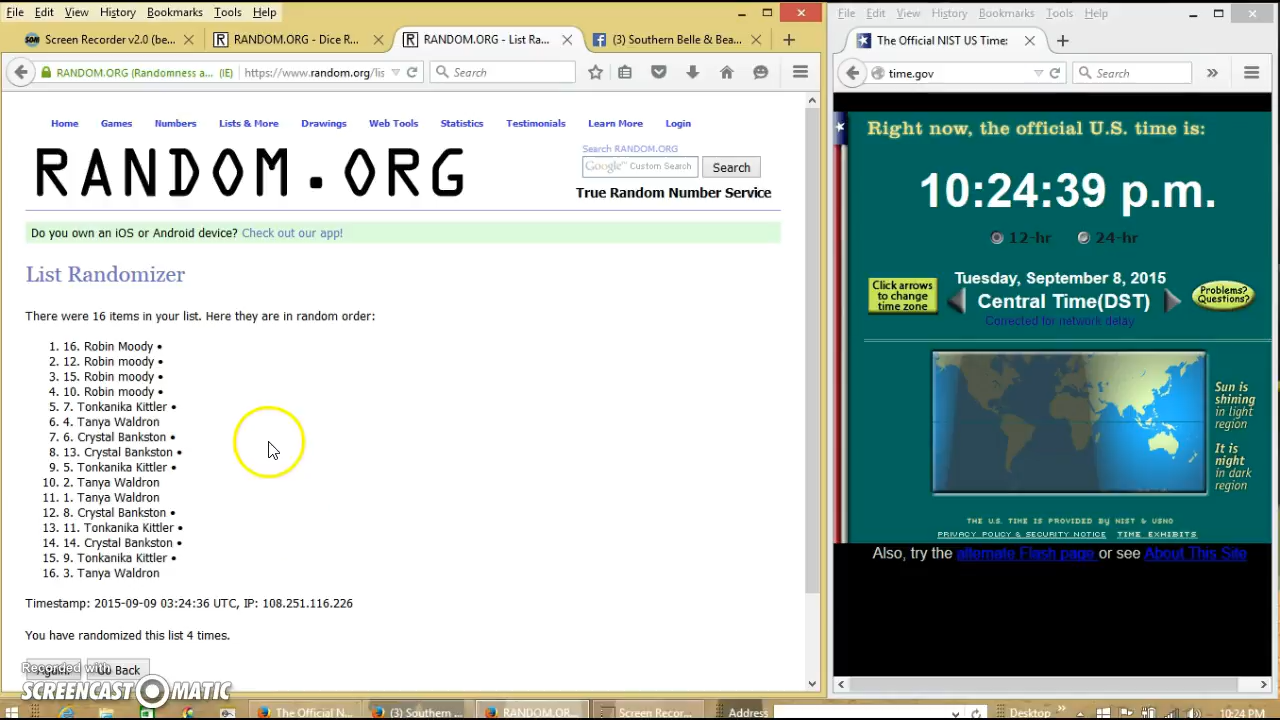 File Edit View History Bookmarks Tools Help
Screen Recorder v2.0 (be...
RANDOM.ORG - Dice R...
RANDOM.ORG - List Ra...
(3) Southern Belle & Bea...
RANDOM.ORG (Randomness a... (IE)
https://www.random.org/lis
Search
Home Games Numbers Lists & More Drawings Web Tools Statistics Testimonials Learn More Login
RANDOM.ORG
Search RANDOM.ORG
Google™ Custom Search
Search
True Random Number Service
Do you own an iOS or Android device? Check out our app!
List Randomizer
There were 16 items in your list. Here they are in random order:
1. 16. Robin Moody •
2. 12. Robin moody •
3. 15. Robin moody •
4. 10. Robin moody •
5. 7. Tonkanika Kittler •
6. 4. Tanya Waldron
7. 6. Crystal Bankston •
8. 13. Crystal Bankston •
9. 5. Tonkanika Kittler •
10. 2. Tanya Waldron
11. 1. Tanya Waldron
12. 8. Crystal Bankston •
13. 11. Tonkanika Kittler •
14. 14. Crystal Bankston •
15. 9. Tonkanika Kittler •
16. 3. Tanya Waldron
Timestamp: 2015-09-09 03:24:36 UTC, IP: 108.251.116.226
You have randomized this list 4 times.
Again! Go Back
Recorded with
SCREENCAST MATIC
File Edit View History Bookmarks Tools Help
The Official NIST US Time:
time.gov
Search
Right now, the official U.S. time is:
10:24:39 p.m.
12-hr 24-hr
Click arrows
to change
time zone
Tuesday, September 8, 2015
Central Time(DST)
Corrected for network delay
Problems?
Questions?
Sun is
shining
in light
region
It is
night
in dark
region
THE U.S. TIME IS PROVIDED BY NIST & USNO
PRIVACY POLICY & SECURITY NOTICE TIME EXHIBITS
Also, try the alternate Flash page or see About This Site
The Official N...
(3) Southern ...
RANDOM.OR...
Screen Recor...
Address
Desktop
10:24 PM